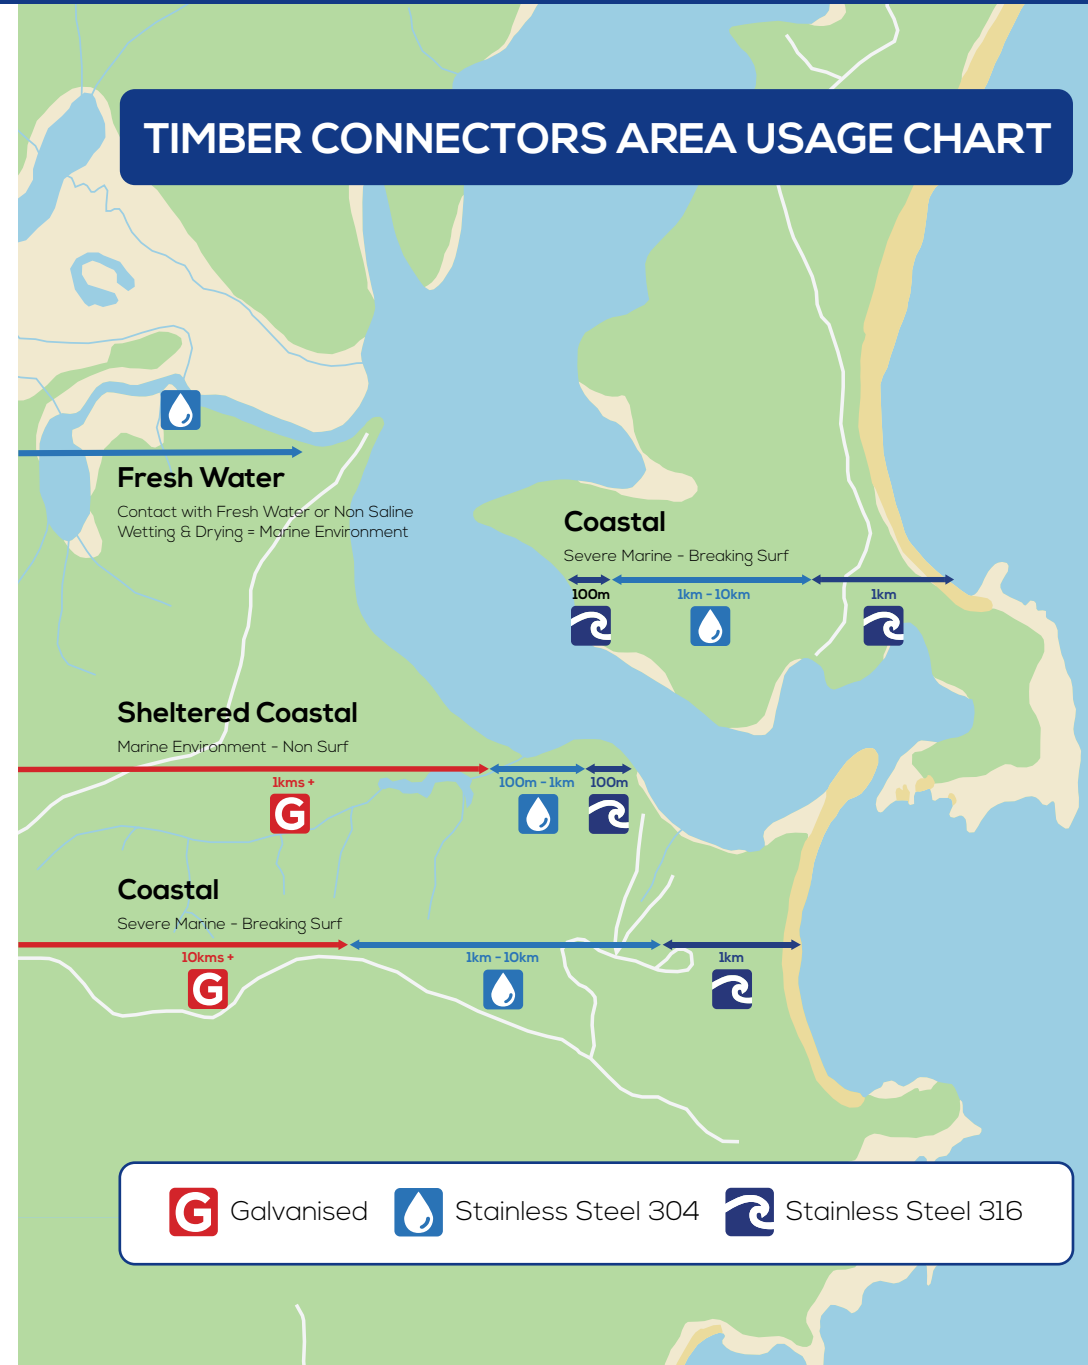 TIMBER CONNECTORS AREA USAGE CHART
Fresh Water
Contact with Fresh Water or Non Saline
Wetting & Drying = Marine Environment
Coastal
Severe Marine - Breaking Surf
100m
1km - 10km
1km
Sheltered Coastal
Marine Environment - Non Surf
1kms +
100m - 1km
100m
G
Coastal
Severe Marine - Breaking Surf
10kms +
1km - 10km
1km
G
G Galvanised
Stainless Steel 304
Stainless Steel 316